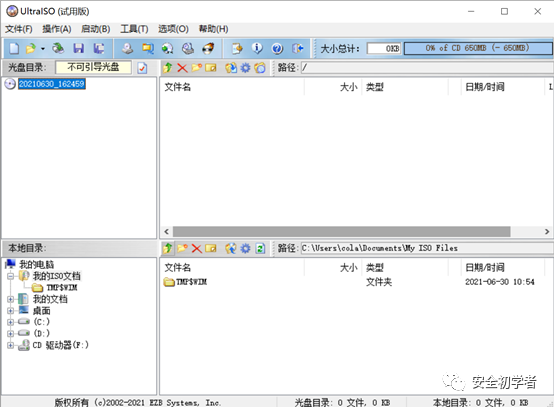 UltraISO (试用版)
文件(F) 操作(A) 启动(B) 工具(T) 选项(O) 帮助(H)
大小总计: 0KB 0% of CD 650MB (- 650MB)
光盘目录: 不可引导光盘 路径: /
20210630_162459
文件名 大小 类型 日期/时间 L
本地目录: 路径: C:\Users\cola\Documents\My ISO Files
我的电脑
我的ISO文档
TMP$WIM
我的文档
桌面
(C:)
(D:)
CD 驱动器(F:)
文件名 大小 类型 日期/时间
TMP$WIM 文件夹 2021-06-30 10:54
安全初学者
版权所有 (c)2002-2021 EZB Systems, Inc. 光盘目录: 0 文件, 0 KB 本地目录: 0 文件, 0 KB